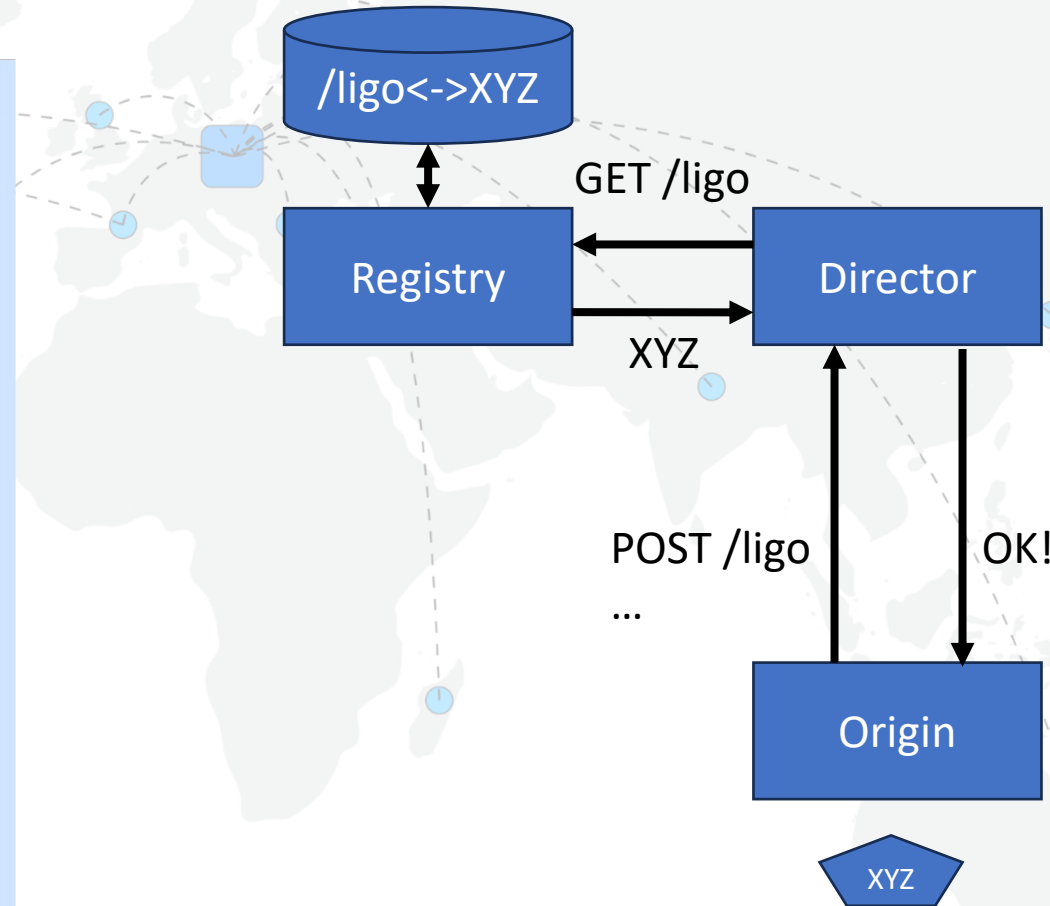 /ligo<->XYZ
GET /ligo
Registry
Director
XYZ
POST /ligo
OK!
...
Origin
XYZ